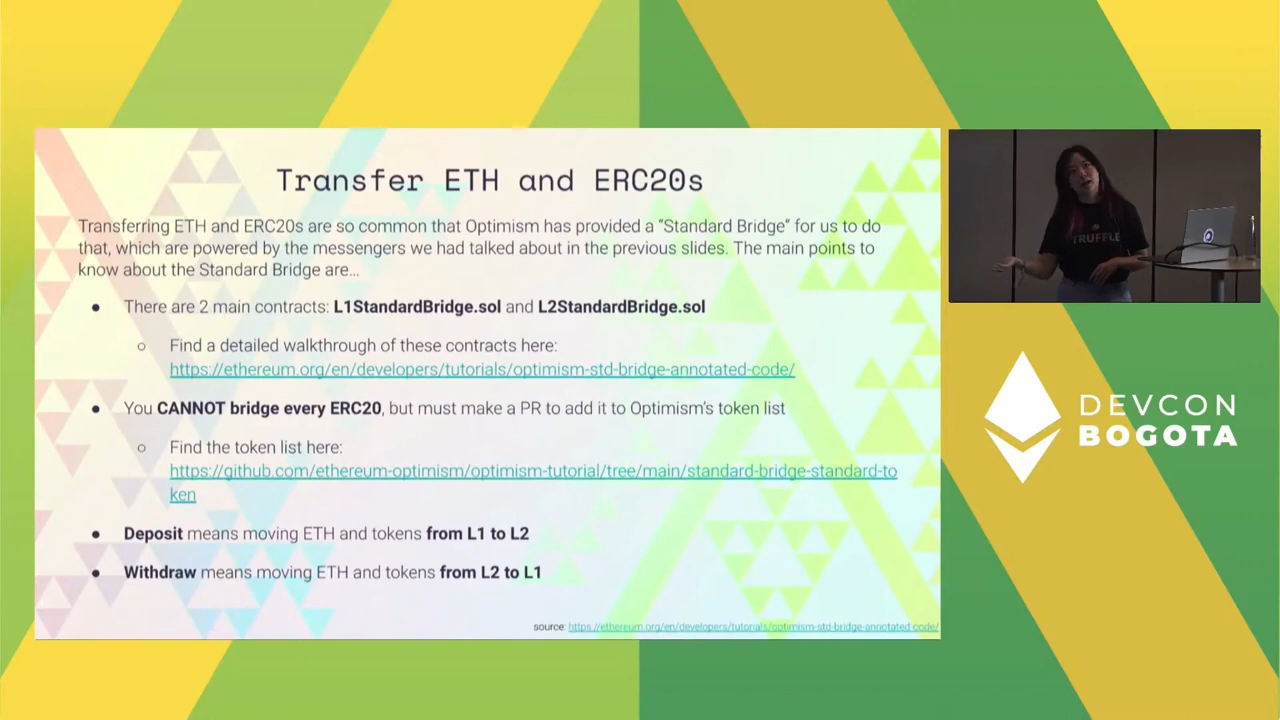 Transfer ETH and ERC20s
Transferring ETH and ERC20s are so common that Optimism has provided a "Standard Bridge" for us to do
that, which are powered by the messengers we had talked about in the previous slides. The main points to
know about the Standard Bridge are...
● There are 2 main contracts: L1StandardBridge.sol and L2StandardBridge.sol
○ Find a detailed walkthrough of these contracts here:
https://ethereum.org/en/developers/tutorials/optimism-std-bridge-annotated-code/
● You CANNOT bridge every ERC20, but must make a PR to add it to Optimism's token list
○ Find the token list here:
https://github.com/ethereum-optimism/optimism-tutorial/tree/main/standard-bridge-standard-to
ken
● Deposit means moving ETH and tokens from L1 to L2
● Withdraw means moving ETH and tokens from L2 to L1
source: https://ethereum.org/en/developers/tutorials/optimism-std-bridge-annotated-code/
TRUFFLE
DEVCON
BOGOTA